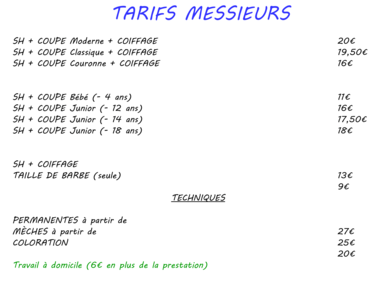 TARIFS MESSIEURS
SH + COUPE Moderne + COIFFAGE 20€
SH + COUPE Classique + COIFFAGE 19,50€
SH + COUPE Couronne + COIFFAGE 16€
SH + COUPE Bébé (- 4 ans) 11€
SH + COUPE Junior (- 12 ans) 16€
SH + COUPE Junior (- 14 ans) 17,50€
SH + COUPE Junior (- 18 ans) 18€
SH + COIFFAGE
TAILLE DE BARBE (seule) 13€
9€
TECHNIQUES
PERMANENTES à partir de
MÈCHES à partir de 27€
COLORATION 25€
20€
Travail à domicile (6€ en plus de la prestation)